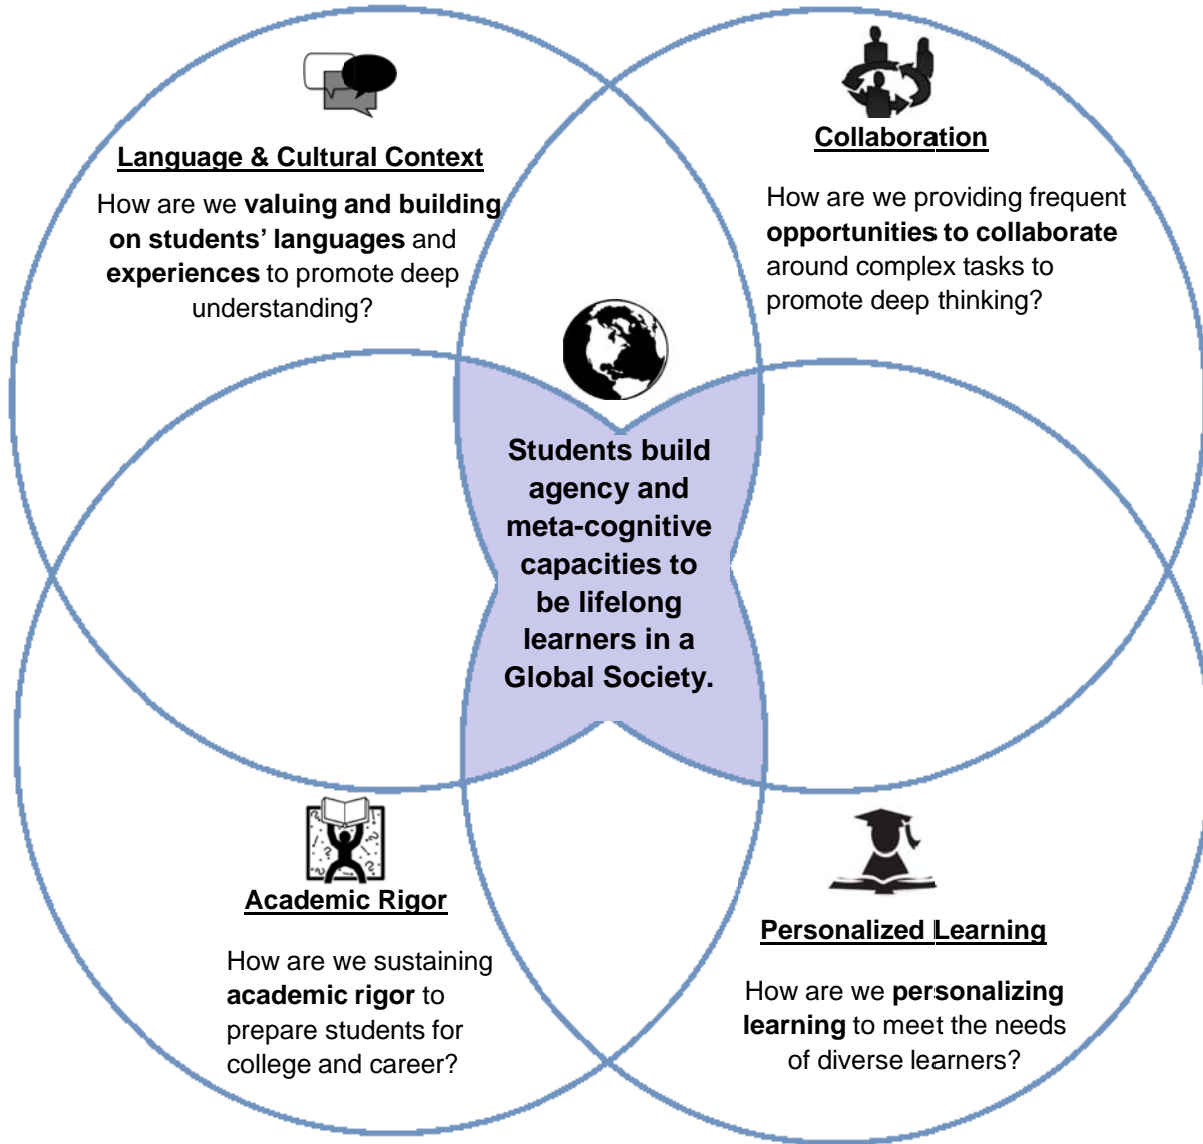 Language & Cultural Context
How are we valuing and building
on students’ languages and
experiences to promote deep
understanding?
Collaboration
How are we providing frequent
opportunities to collaborate
around complex tasks to
promote deep thinking?
Students build
agency and
meta-cognitive
capacities to
be lifelong
learners in a
Global Society.
Academic Rigor
How are we sustaining
academic rigor to
prepare students for
college and career?
Personalized Learning
How are we personalizing
learning to meet the needs
of diverse learners?